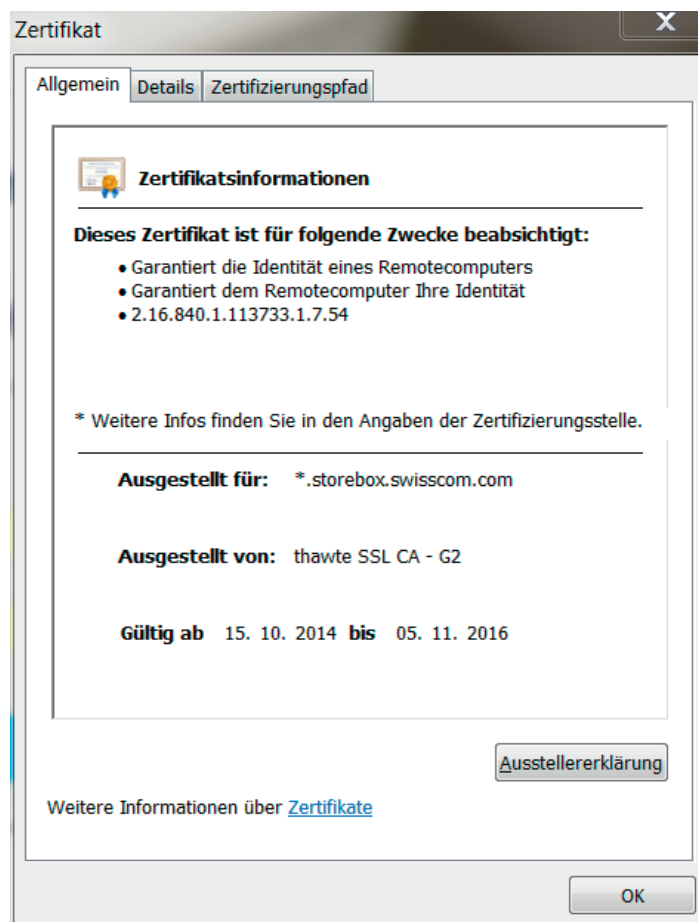 Zertifikat
X
Allgemein Details Zertifizierungspfad
Zertifikatsinformationen
Dieses Zertifikat ist für folgende Zwecke beabsichtigt:
• Garantiert die Identität eines Remotecomputers
• Garantiert dem Remotecomputer Ihre Identität
• 2.16.840.1.113733.1.7.54
* Weitere Infos finden Sie in den Angaben der Zertifizierungsstelle.
Ausgestellt für: *.storebox.swisscom.com
Ausgestellt von: thawte SSL CA - G2
Gültig ab 15. 10. 2014 bis 05. 11. 2016
Ausstellererklärung
Weitere Informationen über Zertifikate
OK